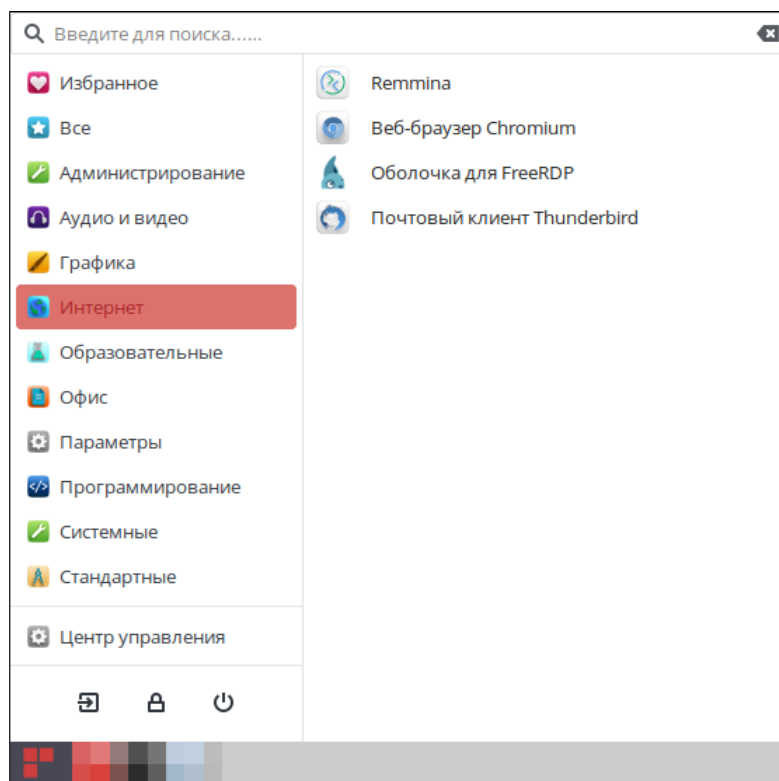 Введите для поиска......
Избранное
Все
Администрирование
Аудио и видео
Графика
Интернет
Образовательные
Офис
Параметры
Программирование
Системные
Стандартные
Центр управления
Remmina
Веб-браузер Chromium
Оболочка для FreeRDP
Почтовый клиент Thunderbird